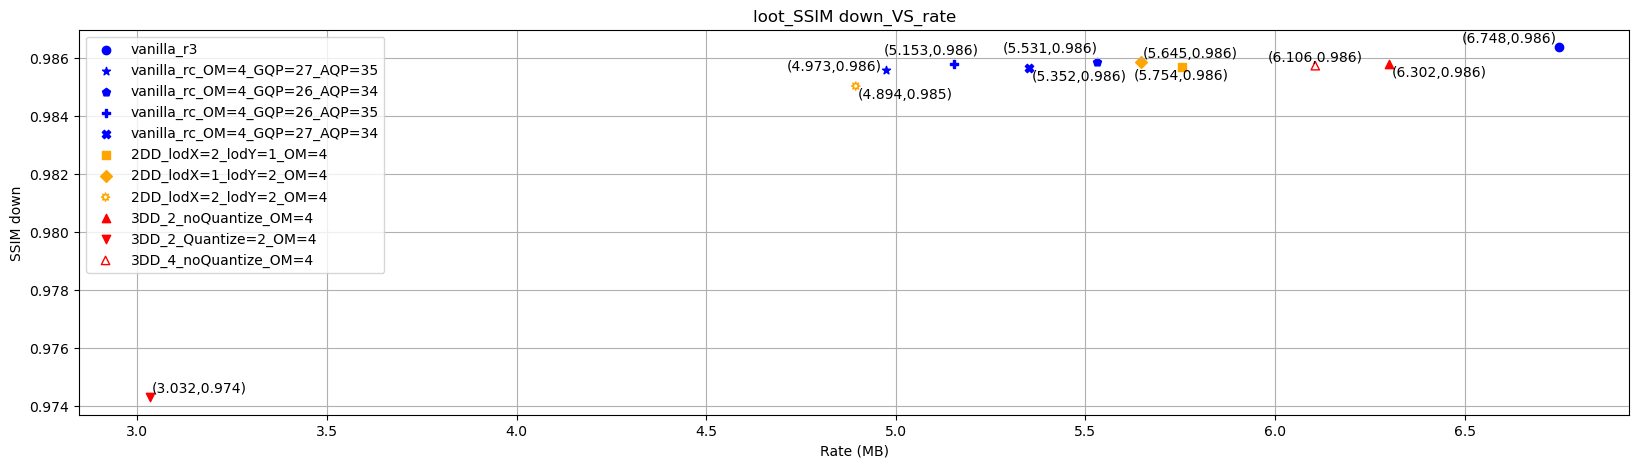 loot_SSIM down_VS_rate
SSIM down
0.986
0.984
0.982
0.980
0.978
0.976
0.974
vanilla_r3
vanilla_rc_OM=4_GQP=27_AQP=35
vanilla_rc_OM=4_GQP=26_AQP=34
vanilla_rc_OM=4_GQP=26_AQP=35
vanilla_rc_OM=4_GQP=27_AQP=34
2DD_lodX=2_lodY=1_OM=4
2DD_lodX=1_lodY=2_OM=4
2DD_lodX=2_lodY=2_OM=4
3DD_2_noQuantize_OM=4
3DD_2_Quantize=2_OM=4
3DD_4_noQuantize_OM=4
(6.748,0.986)
(4.973,0.986)
(5.531,0.986)
(5.153,0.986)
(5.352,0.986)
(5.754,0.986)
(5.645,0.986)
(4.894,0.985)
(6.302,0.986)
(3.032,0.974)
(6.106,0.986)
3.0
3.5
4.0
4.5
5.0
5.5
6.0
6.5
Rate (MB)